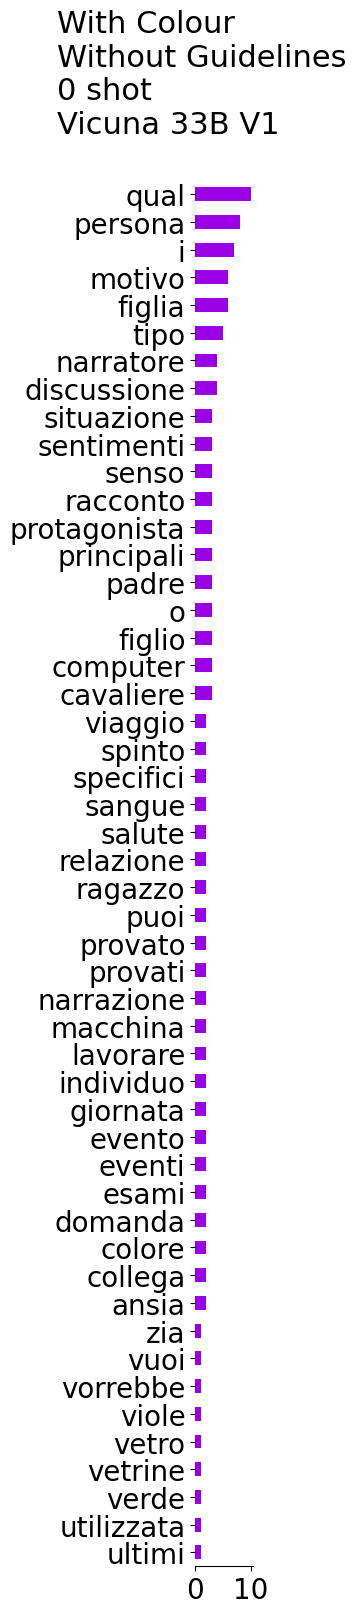 With Colour
Without Guidelines
0 shot
Vicuna 33B V1
qual
persona
i
motivo
figlia
tipo
narratore
discussione
situazione
sentimenti
senso
racconto
protagonista
principali
padre
o
figlio
computer
cavaliere
viaggio
spinto
specifici
sangue
salute
relazione
ragazzo
puoi
provato
provati
narrazione
macchina
lavorare
individuo
giornata
evento
eventi
esami
domanda
colore
collega
ansia
zia
vuoi
vorrebbe
viole
vetro
vetrine
verde
utilizzata
ultimi
0 10